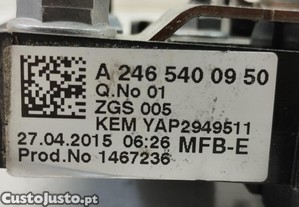 A 246 540 09 50
Q.No 01
ZGS 005
KEM YAP2949511
27.04.2015 06:26 MFB-E
Prod.No 1467236
CustoJusto.pt